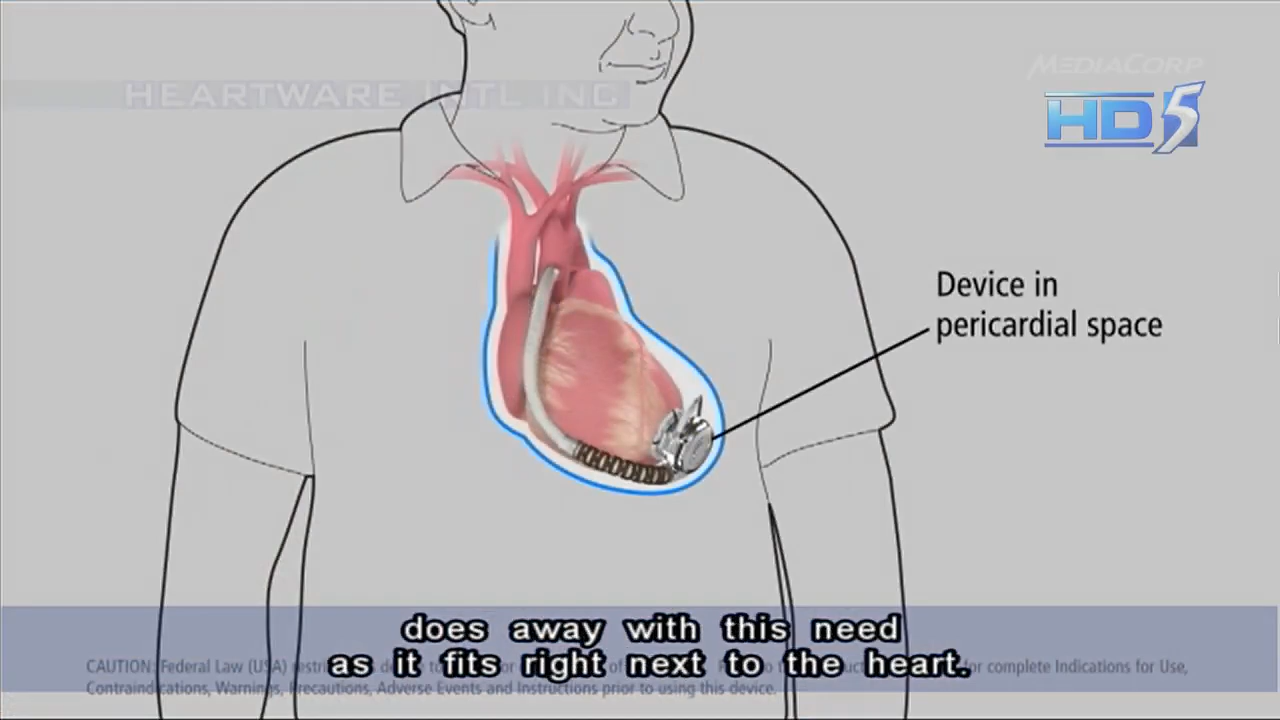 HEARTWARE INTL INC
MEDIACORP
HD5
Device in
pericardial space
does away with this need
as it fits right next to the heart.
CAUTION: Federal Law (USA) for complete Indications for Use,
Contraindications, Warnings, Precautions, Adverse Events and Instructions prior to using this device.